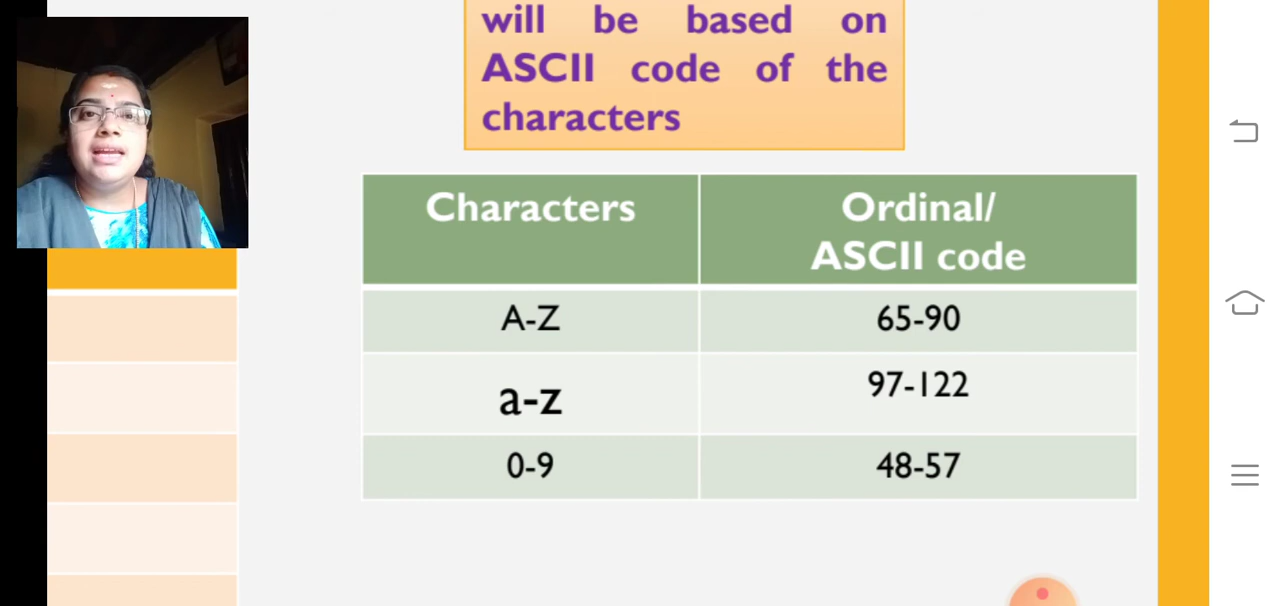 will be based on
ASCII code of the
characters
Characters
Ordinal/
ASCII code
A-Z
65-90
a-z
97-122
0-9
48-57